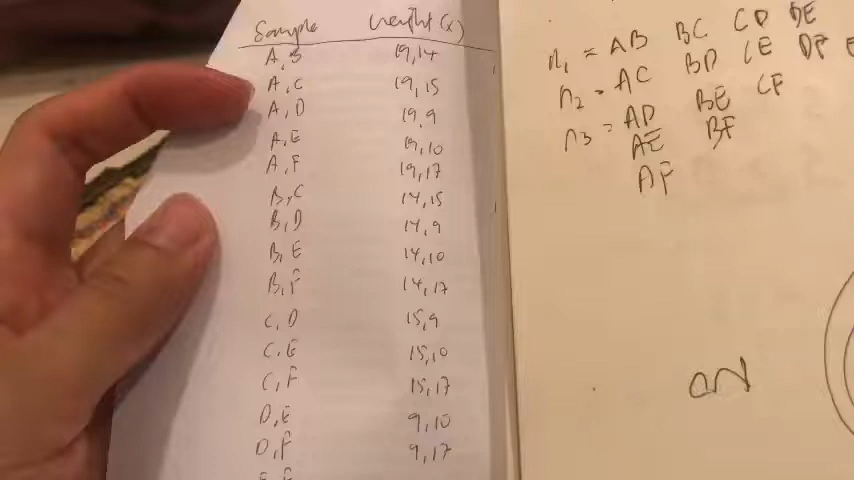 Sample weight (x)
A, B 19, 14
A, C 19, 15
A, D 19, 9
A, E 19, 10
A, F 19, 17
B, C 14, 15
B, D 14, 9
B, E 14, 10
B, F 14, 17
C, D 15, 9
C, E 15, 10
C, F 15, 17
D, E 9, 10
D, F 9, 17
n1 = AB BC CD DE
n2 = AC BD CE DF
n3 = AD BE CF
AE BF
AF